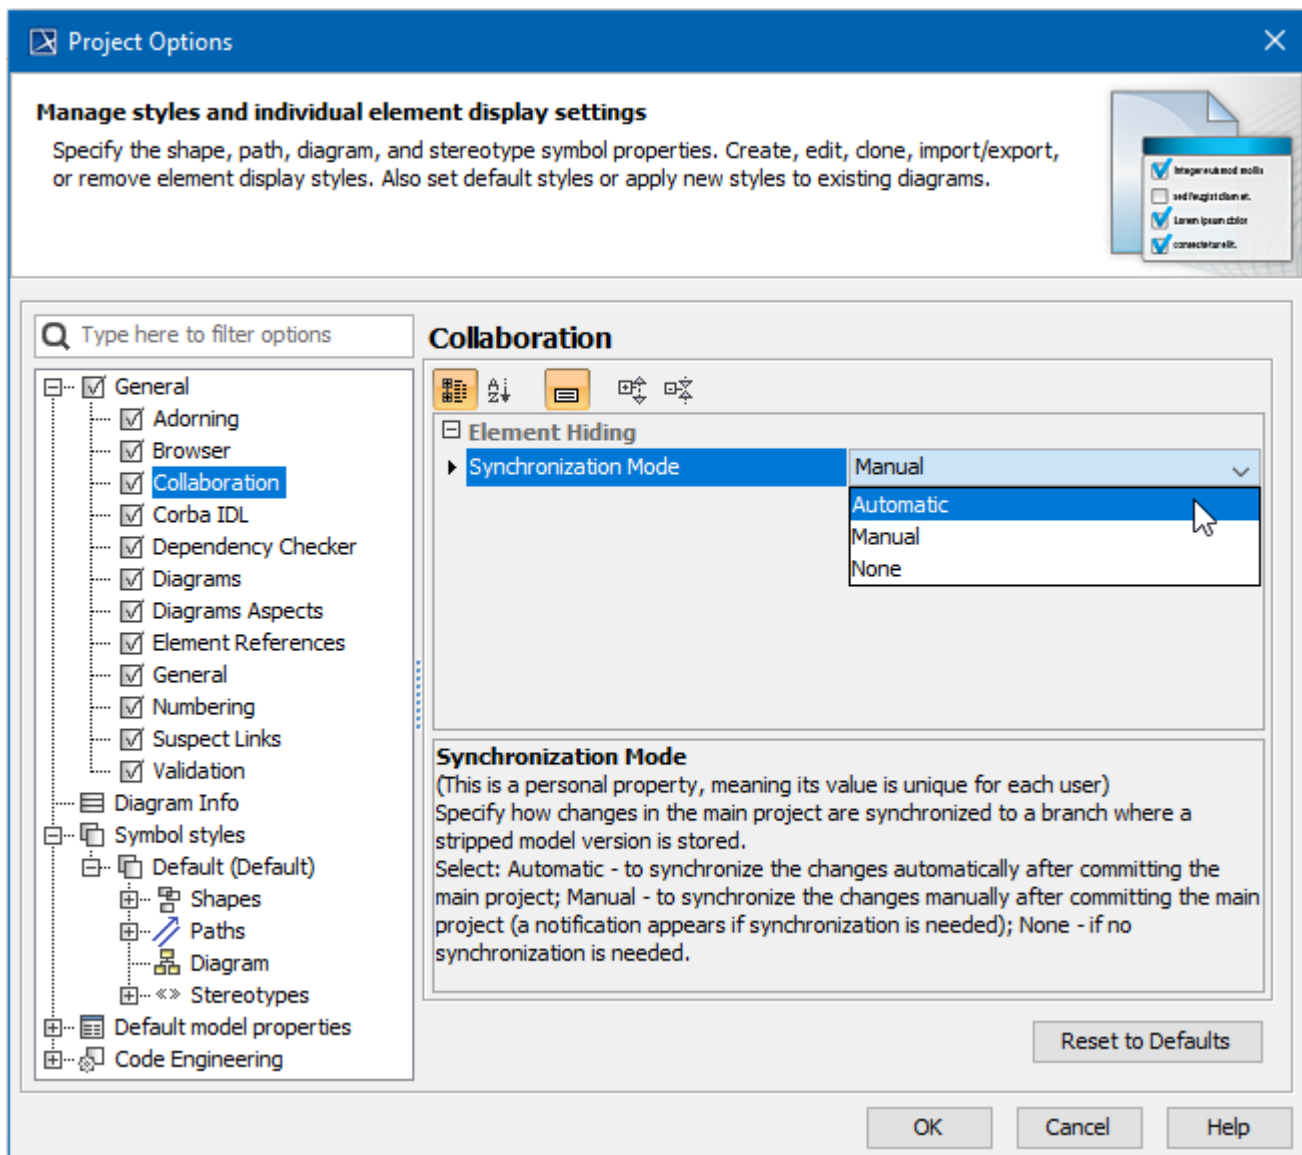 Project Options
Manage styles and individual element display settings
Specify the shape, path, diagram, and stereotype symbol properties. Create, edit, clone, import/export,
or remove element display styles. Also set default styles or apply new styles to existing diagrams.
Type here to filter options
General
Adorning
Browser
Collaboration
Corba IDL
Dependency Checker
Diagrams
Diagrams Aspects
Element References
General
Numbering
Suspect Links
Validation
Diagram Info
Symbol styles
Default (Default)
Shapes
Paths
Diagram
Stereotypes
Default model properties
Code Engineering
Collaboration
Element Hiding
Synchronization Mode
Manual
Automatic
Manual
None
Synchronization Mode
(This is a personal property, meaning its value is unique for each user)
Specify how changes in the main project are synchronized to a branch where a
stripped model version is stored.
Select: Automatic - to synchronize the changes automatically after committing the
main project; Manual - to synchronize the changes manually after committing the main
project (a notification appears if synchronization is needed); None - if no
synchronization is needed.
Reset to Defaults
OK
Cancel
Help